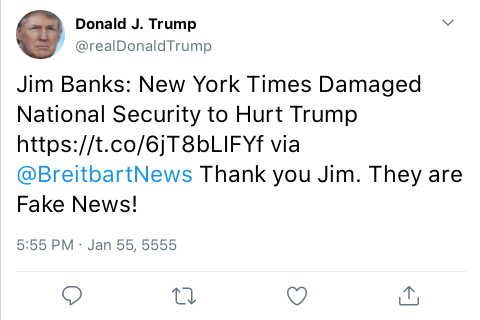 Donald J. Trump
@realDonaldTrump
Jim Banks: New York Times Damaged
National Security to Hurt Trump
https://t.co/6jT8bLIFYf via
@BreitbartNews Thank you Jim. They are
Fake News!
5:55 PM · Jan 55, 5555